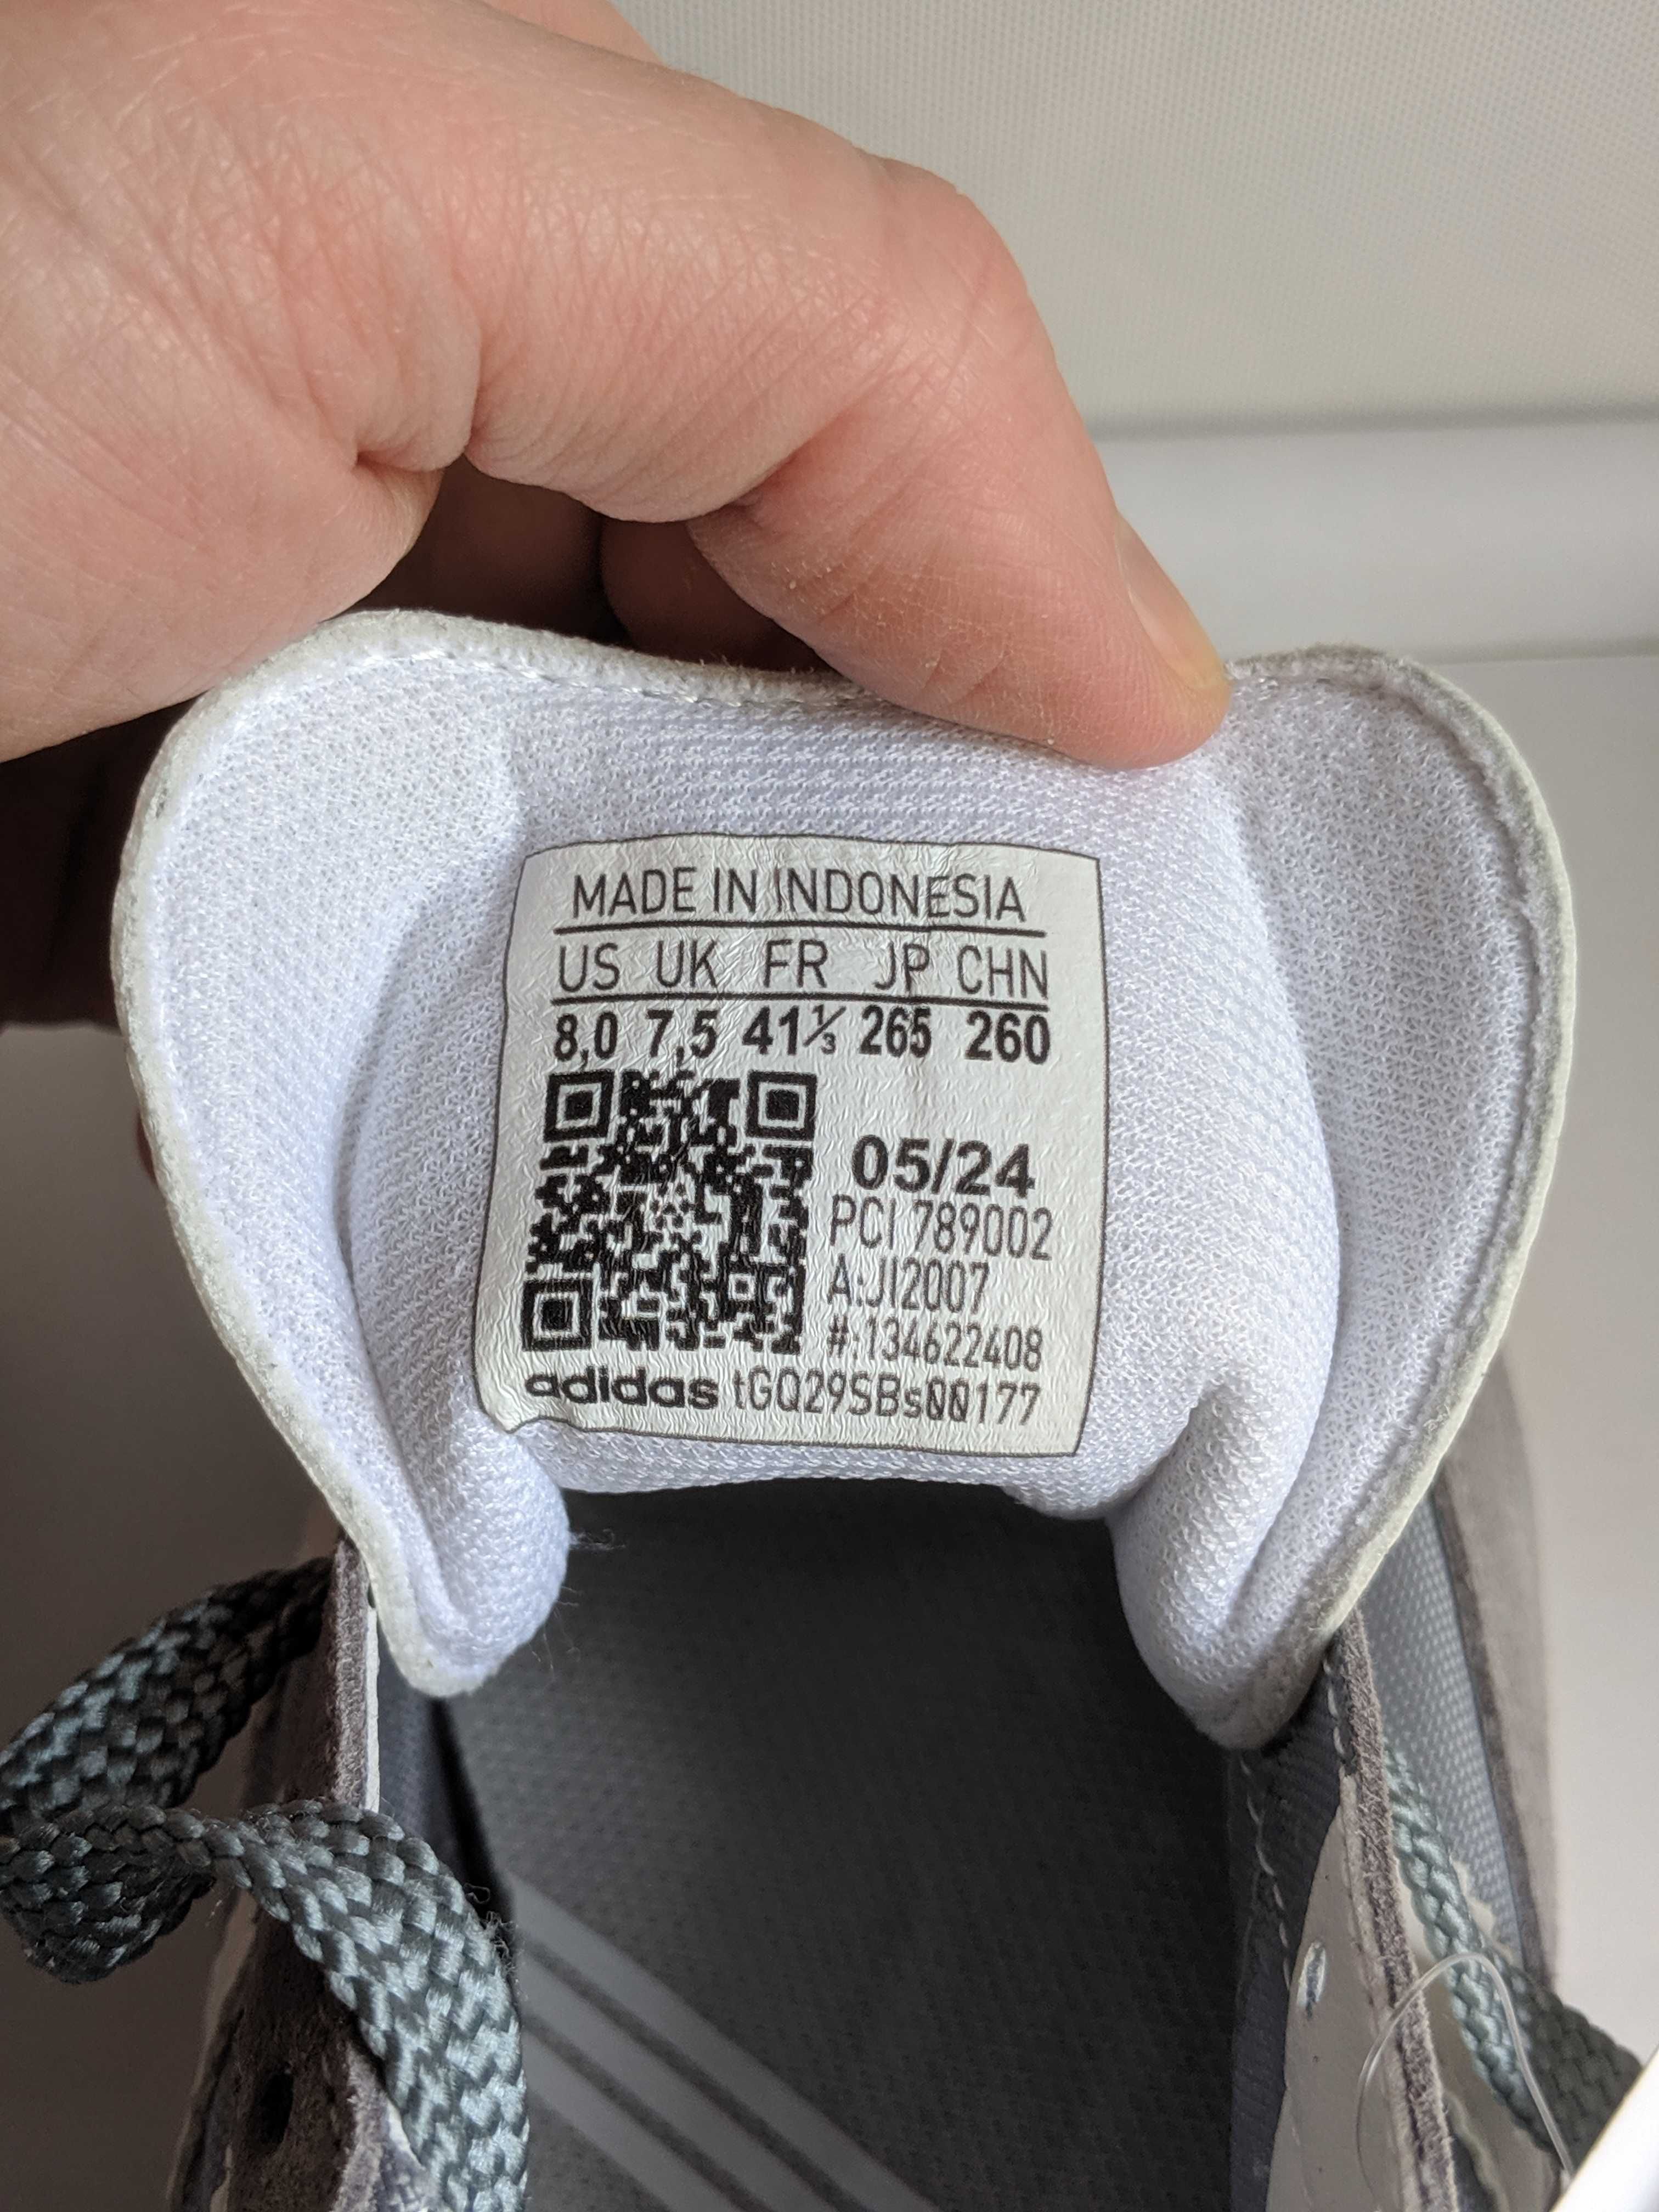 MADE IN INDONESIA
US UK FR JP CHN
8,0 7,5 41⅓ 265 260
05/24
PCI 789002
A:JI2007
#:134622408
adidas tGQ29SBs00177